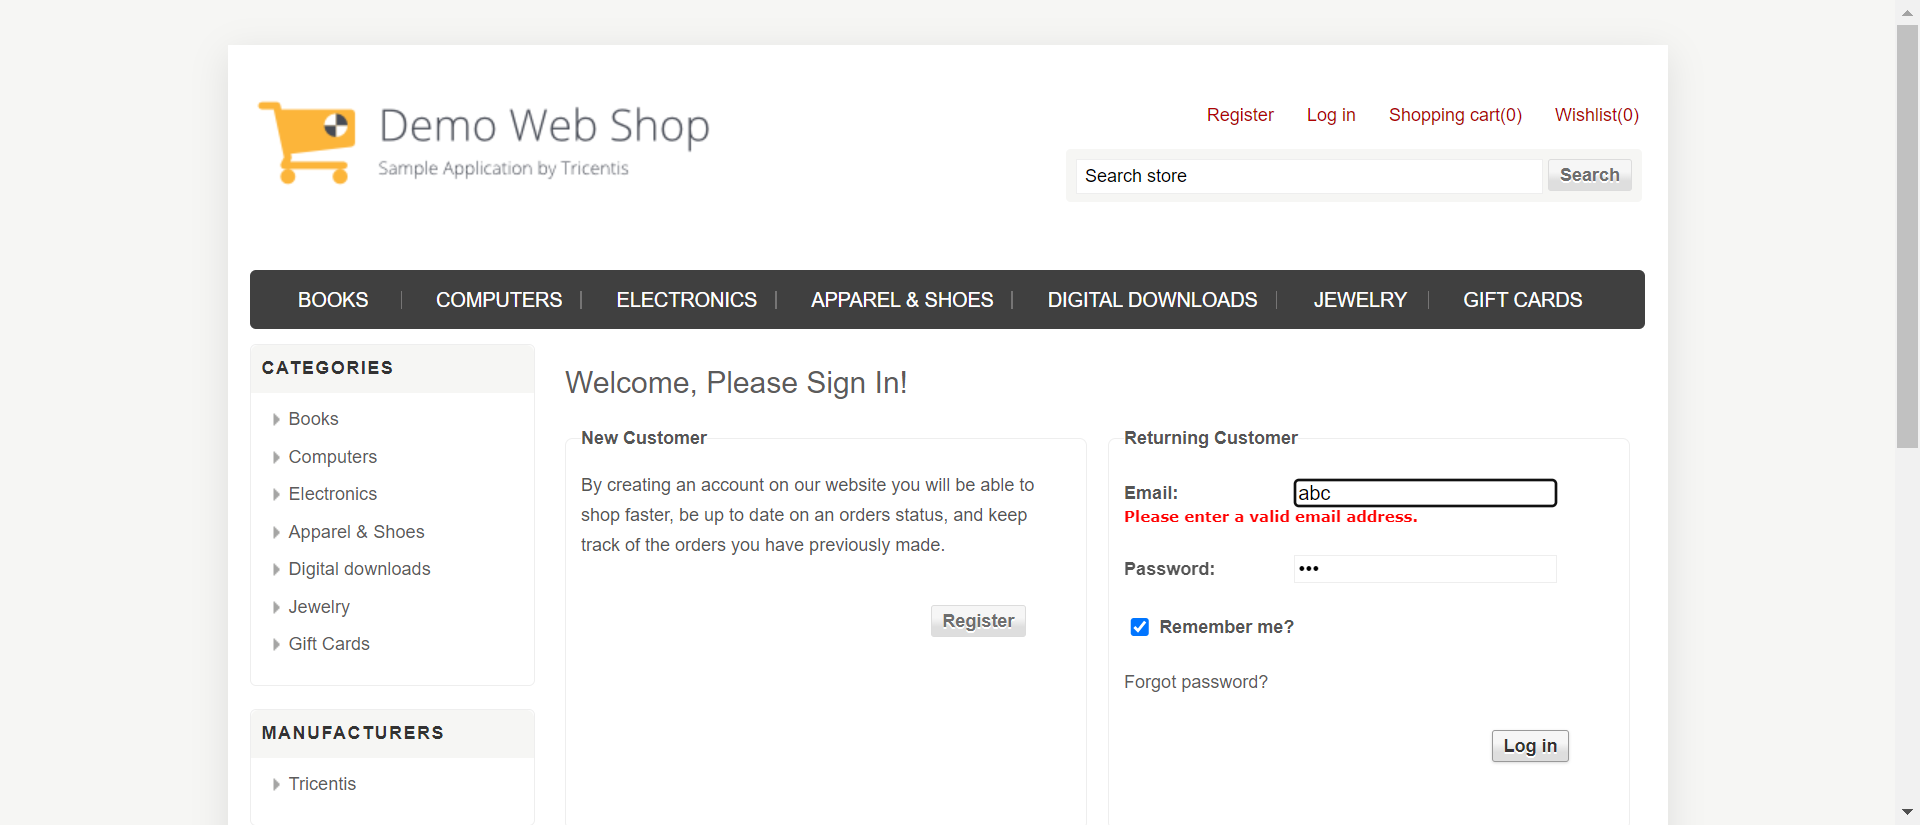 Demo Web Shop
Sample Application by Tricentis
Register Log in Shopping cart(0) Wishlist(0)
Search store Search
BOOKS COMPUTERS ELECTRONICS APPAREL & SHOES DIGITAL DOWNLOADS JEWELRY GIFT CARDS
CATEGORIES
Books
Computers
Electronics
Apparel & Shoes
Digital downloads
Jewelry
Gift Cards
MANUFACTURERS
Tricentis
Welcome, Please Sign In!
New Customer
By creating an account on our website you will be able to
shop faster, be up to date on an orders status, and keep
track of the orders you have previously made.
Register
Returning Customer
Email: abc
Please enter a valid email address.
Password: •••
Remember me?
Forgot password?
Log in